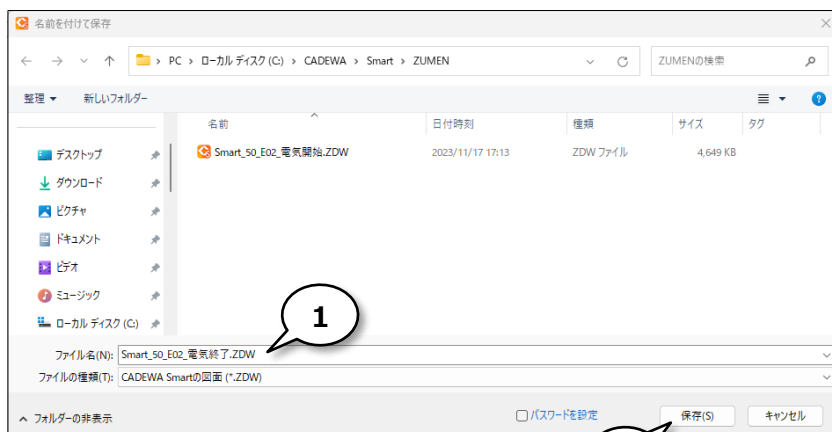 名前を付けて保存
PC > ローカル ディスク (C:) > CADEWA > Smart > ZUMEN
ZUMENの検索
整理 新しいフォルダー
名前 日付時刻 種類 サイズ タグ
Smart_50_E02_電気開始.ZDW 2023/11/17 17:13 ZDW ファイル 4,649 KB
デスクトップ
ダウンロード
ピクチャ
ドキュメント
ビデオ
ミュージック
ローカル ディスク (C:)
1
ファイル名(N): Smart_50_E02_電気終了.ZDW
ファイルの種類(T): CADEWA Smartの図面 (*.ZDW)
フォルダーの非表示
パスワードを設定
保存(S) キャンセル